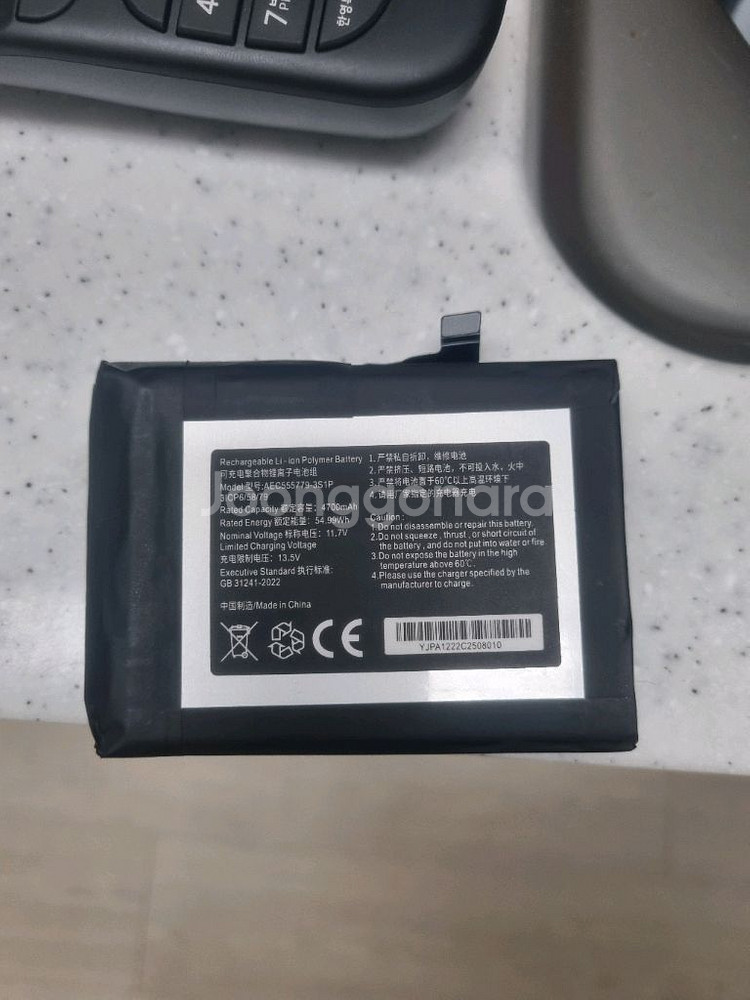 4
7
한영
Rechargeable Li-ion Polymer Battery
可充电聚合物锂离子电池组
Model 型号:AEC555779-3S1P
3ICP6/58/79
Rated Capacity 额定容量: 4700mAh
Rated Energy 额定能量: 54.99Wh
Nominal Voltage 标称电压: 11.7V
Limited Charging Voltage
充电限制电压: 13.5V
Executive Standard 执行标准:
GB 31241-2022
中国制造/Made in China
1.严禁私自折卸，维修电池
2.严禁挤压、短路电池，不可投入水，火中
3.严禁将电池置于60℃以上高温环境下
4.请用厂家指定的充电器充电
Caution:
1.Do not disassemble or repair this battery.
2.Do not squeeze , thrust , or short circuit of
the battery , and do not put into water or fire
3.Do not expose the battery in the high
temperature above 60℃.
4.Please use the charger specified by the
manufacturer to charge.
CE
YJPA1222C2508010
Joonggonara